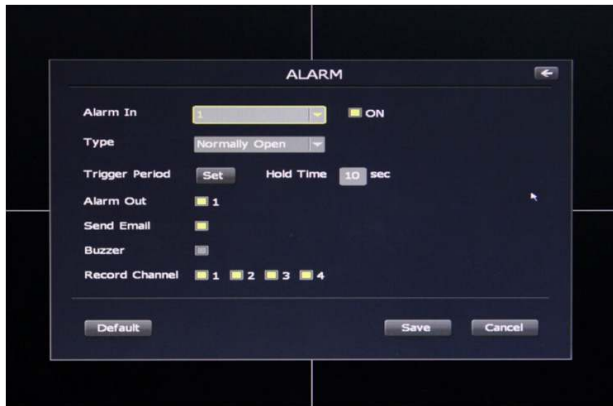 ALARM
Alarm In 1 ON
Type Normally Open
Trigger Period Set Hold Time 10 sec
Alarm Out 1
Send Email
Buzzer
Record Channel 1 2 3 4
Default Save Cancel